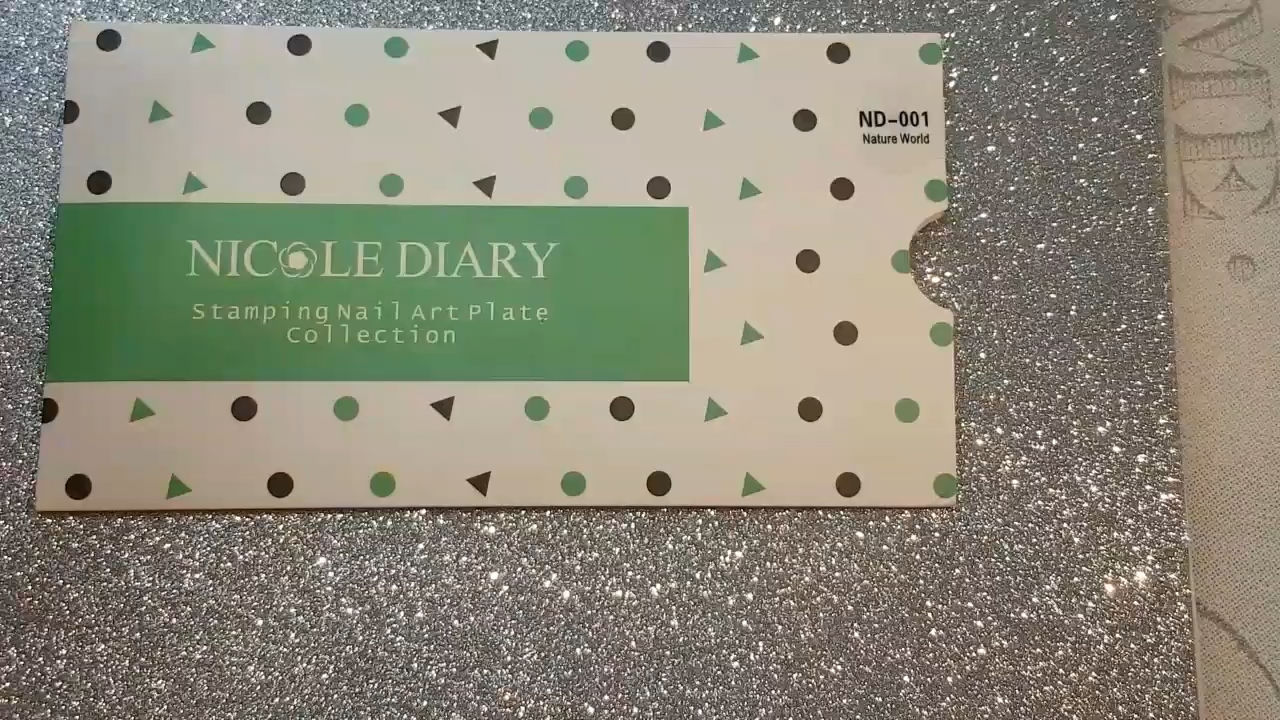 ND-001
Nature World
NICOLE DIARY
Stamping Nail Art Plate
Collection